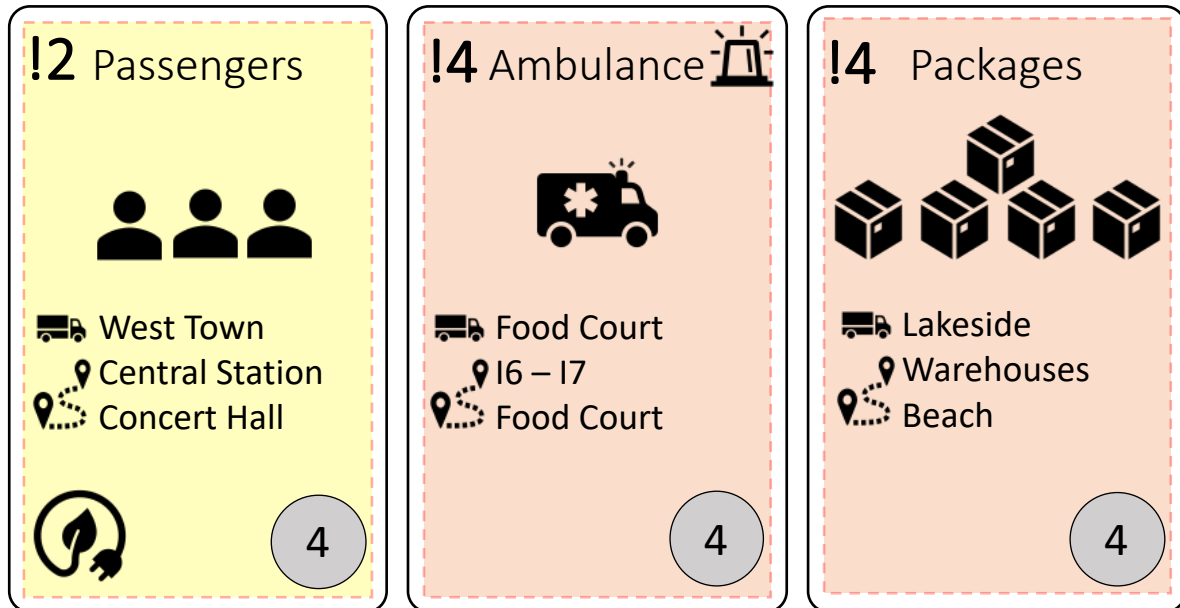 !2 Passengers
West Town
Central Station
Concert Hall
4
!4 Ambulance
Food Court
I6 – I7
Food Court
4
!4 Packages
Lakeside
Warehouses
Beach
4